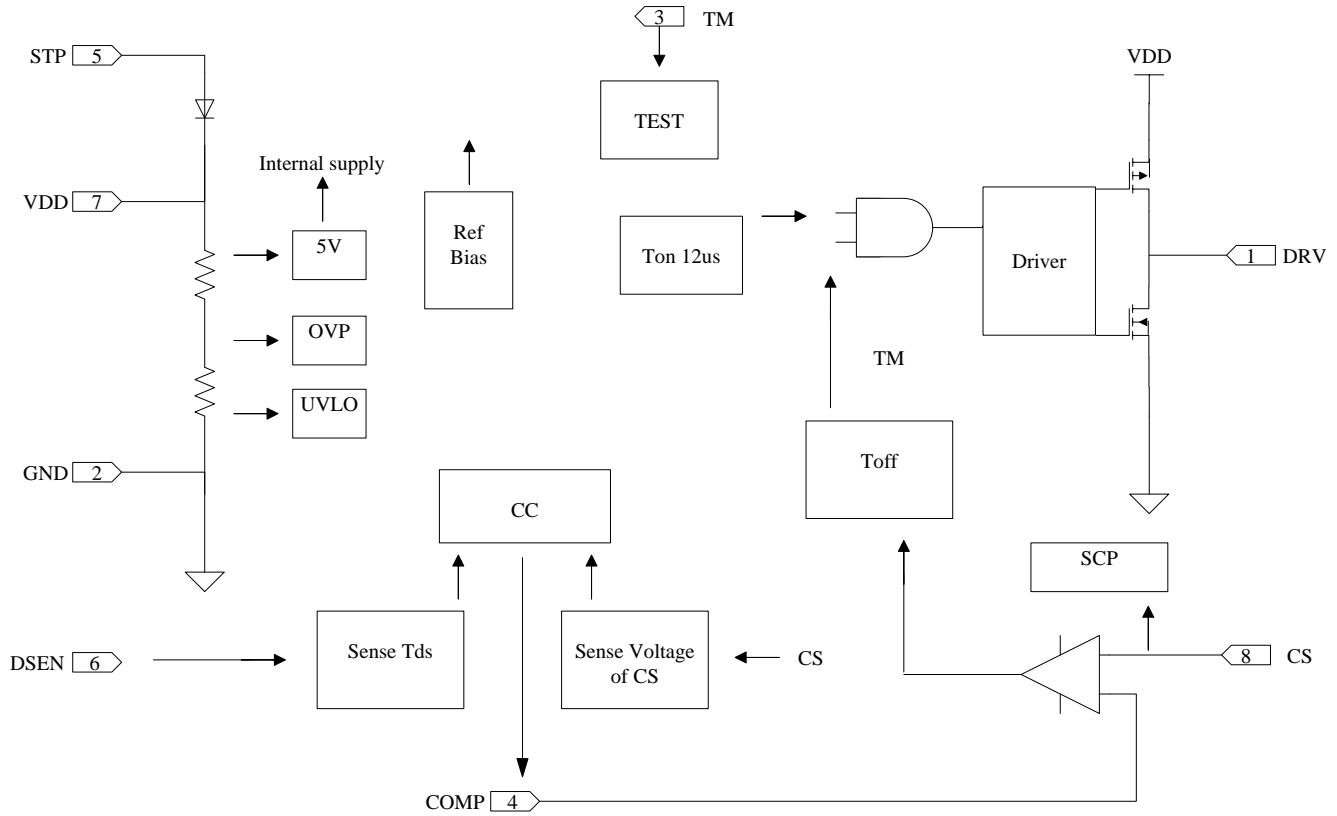 3 TM
STP 5
VDD
TEST
Internal supply
VDD 7
Ref
Bias
5V
Ton 12us
Driver
1 DRV
OVP
TM
UVLO
Toff
GND 2
CC
SCP
Sense Tds
Sense Voltage
of CS
CS
8 CS
DSEN 6
COMP 4